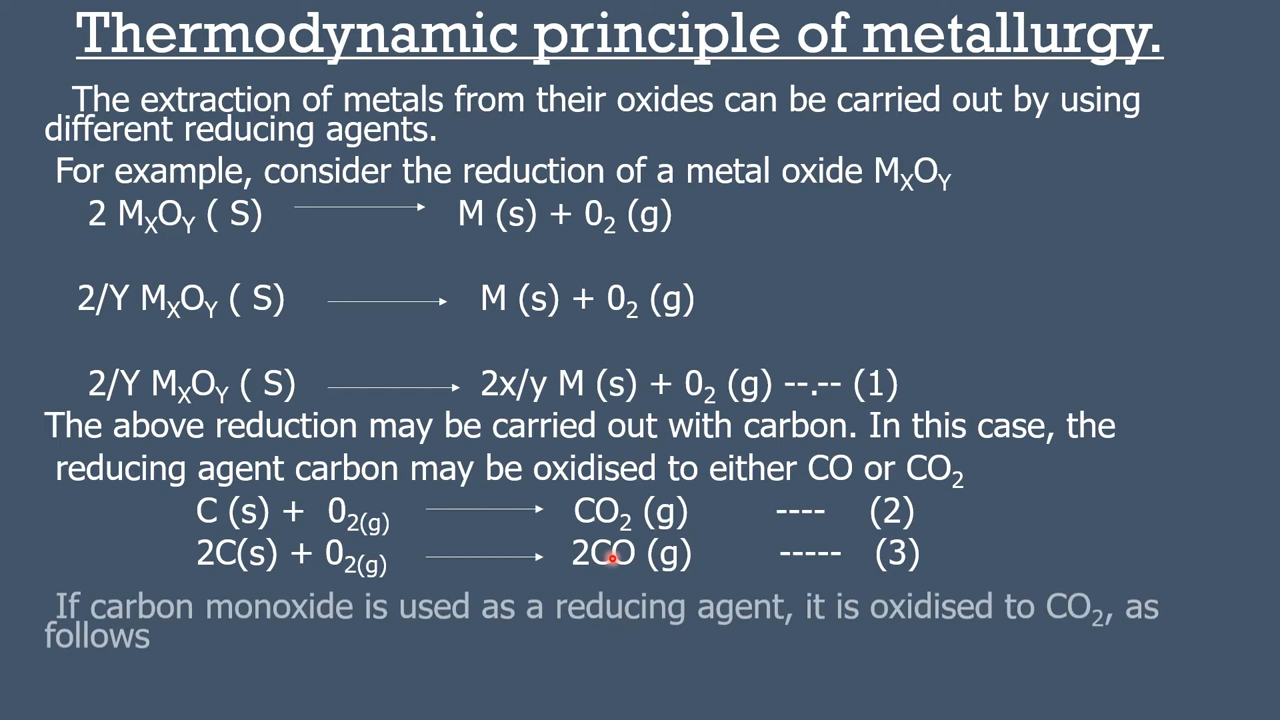 Thermodynamic principle of metallurgy.
The extraction of metals from their oxides can be carried out by using
different reducing agents.
For example, consider the reduction of a metal oxide MₓOᵧ
2 MₓOᵧ ( S) ⟶ M (s) + 0₂ (g)
2/Y MₓOᵧ ( S) ⟶ M (s) + 0₂ (g)
2/Y MₓOᵧ ( S) ⟶ 2x/y M (s) + 0₂ (g) --.-- (1)
The above reduction may be carried out with carbon. In this case, the
reducing agent carbon may be oxidised to either CO or CO₂
C (s) + 0₂(g) ⟶ CO₂ (g) ---- (2)
2C(s) + 0₂(g) ⟶ 2CO (g) ----- (3)
If carbon monoxide is used as a reducing agent, it is oxidised to CO₂, as
follows